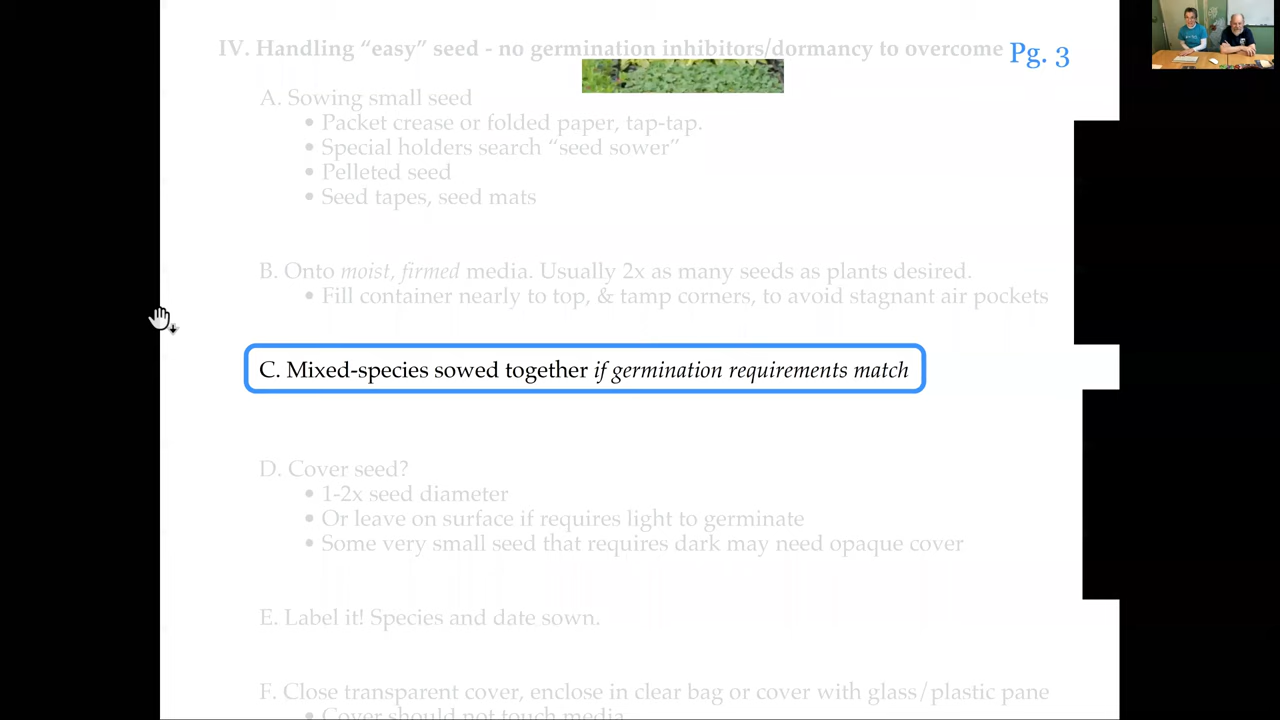 IV. Handling “easy” seed - no germination inhibitors/dormancy to overcome
Pg. 3
A. Sowing small seed
• Packet crease or folded paper, tap-tap.
• Special holders search “seed sower”
• Pelleted seed
• Seed tapes, seed mats
B. Onto moist, firmed media. Usually 2x as many seeds as plants desired.
• Fill container nearly to top, & tamp corners, to avoid stagnant air pockets
C. Mixed-species sowed together if germination requirements match
D. Cover seed?
• 1-2x seed diameter
• Or leave on surface if requires light to germinate
• Some very small seed that requires dark may need opaque cover
E. Label it! Species and date sown.
F. Close transparent cover, enclose in clear bag or cover with glass/plastic pane
• Cover should not touch media